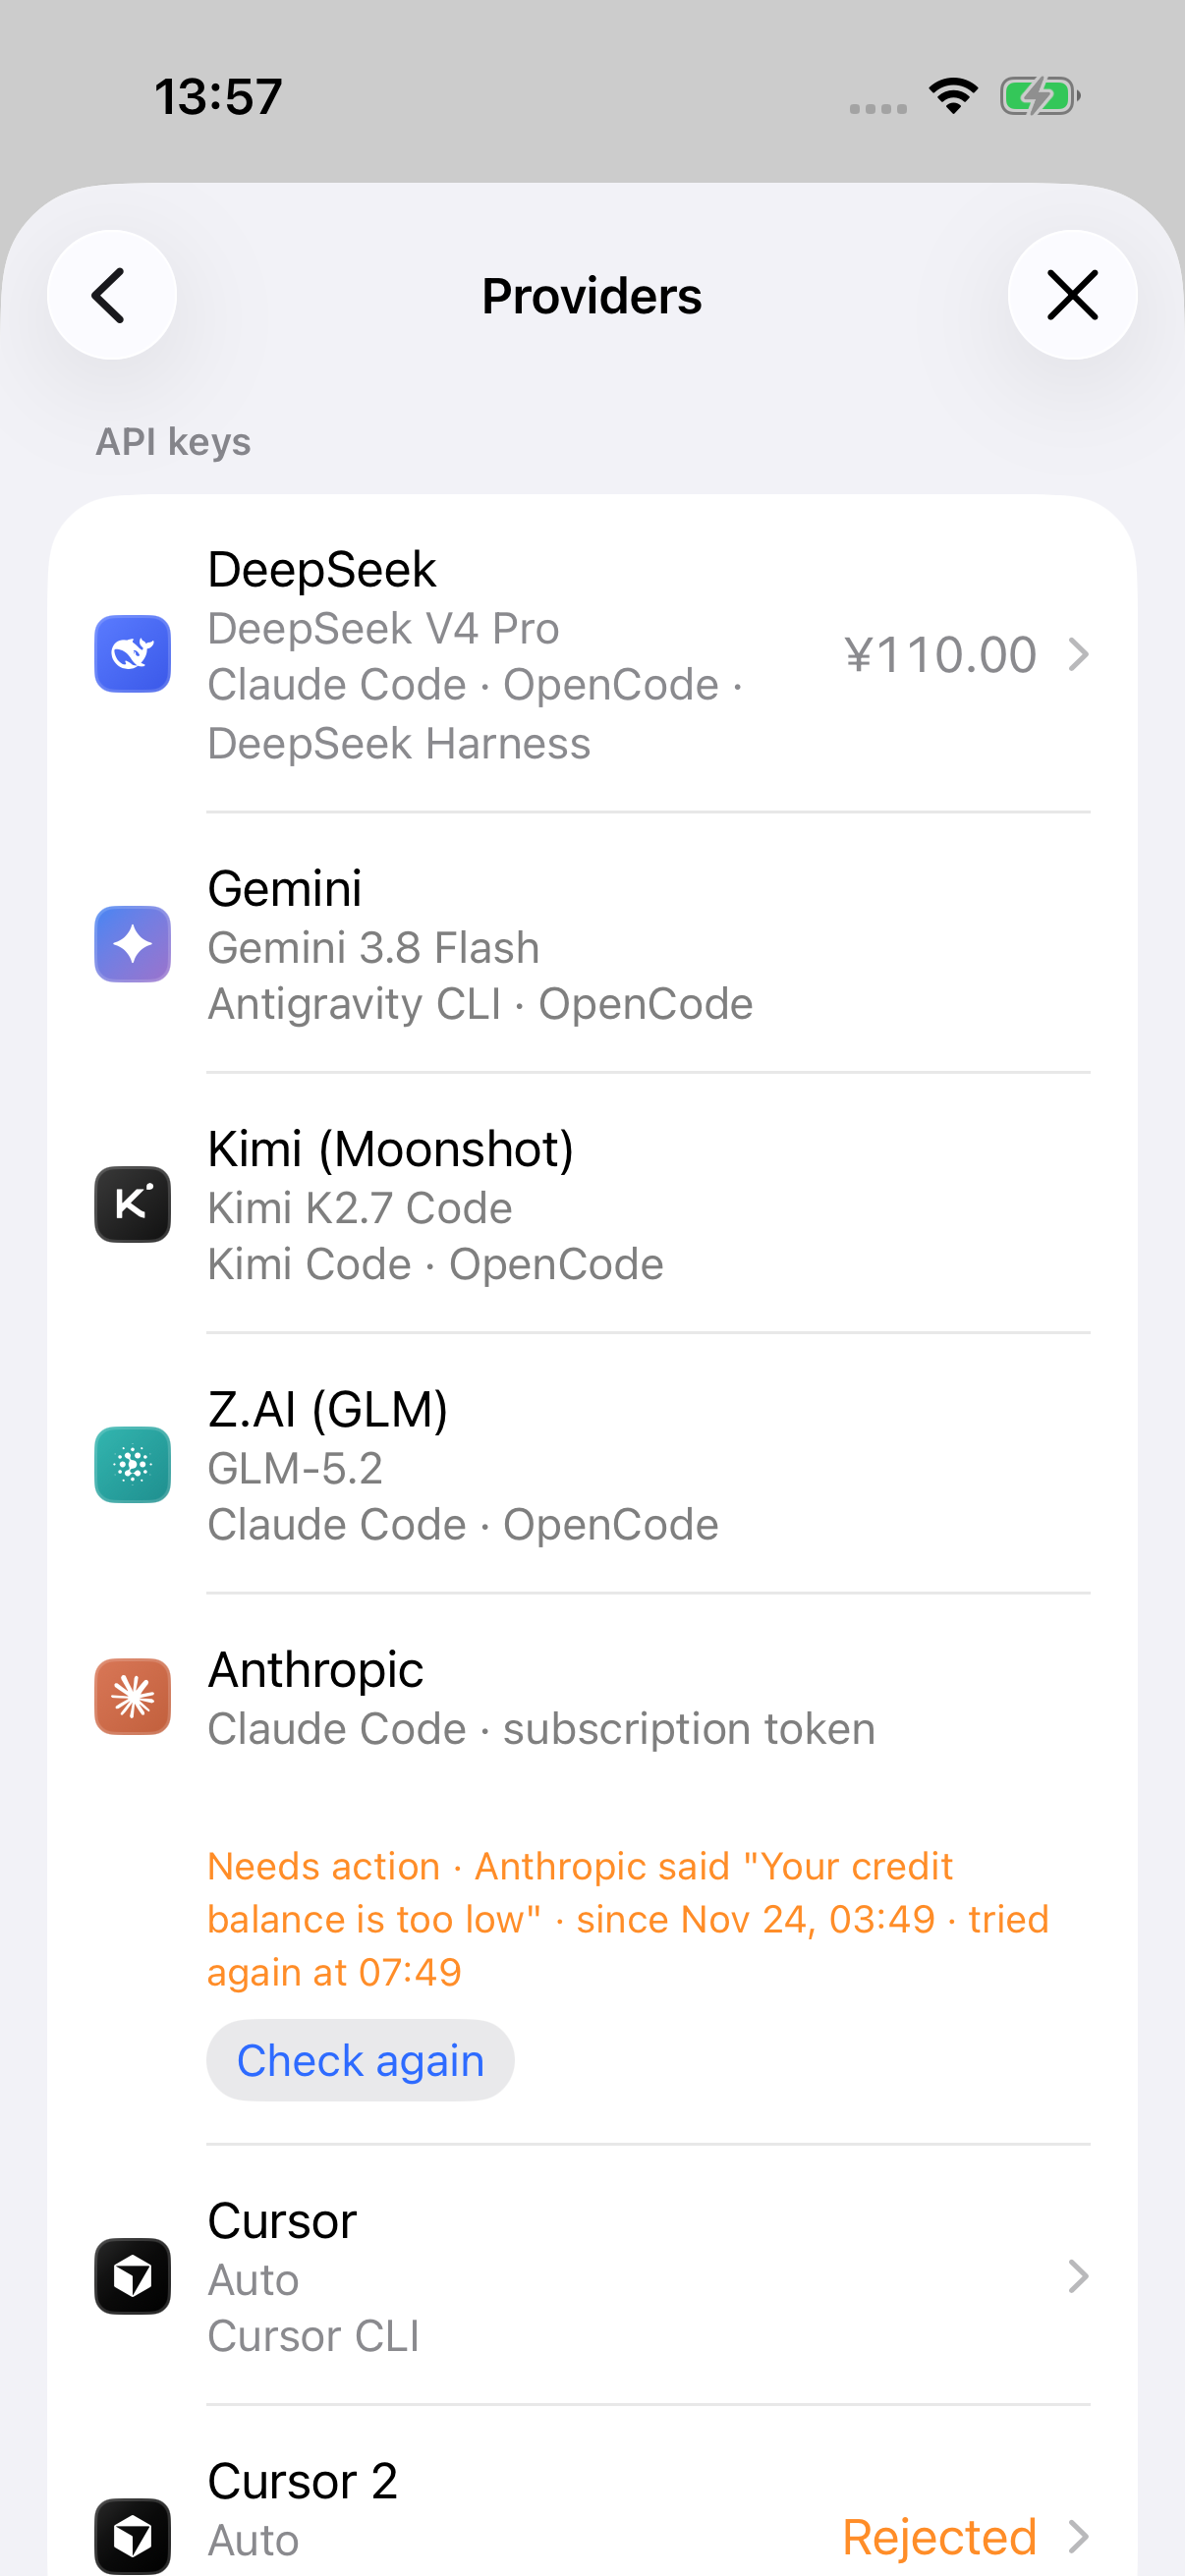 13:57
Providers
API keys
DeepSeek
DeepSeek V4 Pro
Claude Code · OpenCode ·
DeepSeek Harness
¥110.00
Gemini
Gemini 3.8 Flash
Antigravity CLI · OpenCode
Kimi (Moonshot)
Kimi K2.7 Code
Kimi Code · OpenCode
Z.AI (GLM)
GLM-5.2
Claude Code · OpenCode
Anthropic
Claude Code · subscription token
Needs action · Anthropic said "Your credit
balance is too low" · since Nov 24, 03:49 · tried
again at 07:49
Check again
Cursor
Auto
Cursor CLI
Cursor 2
Auto
Rejected